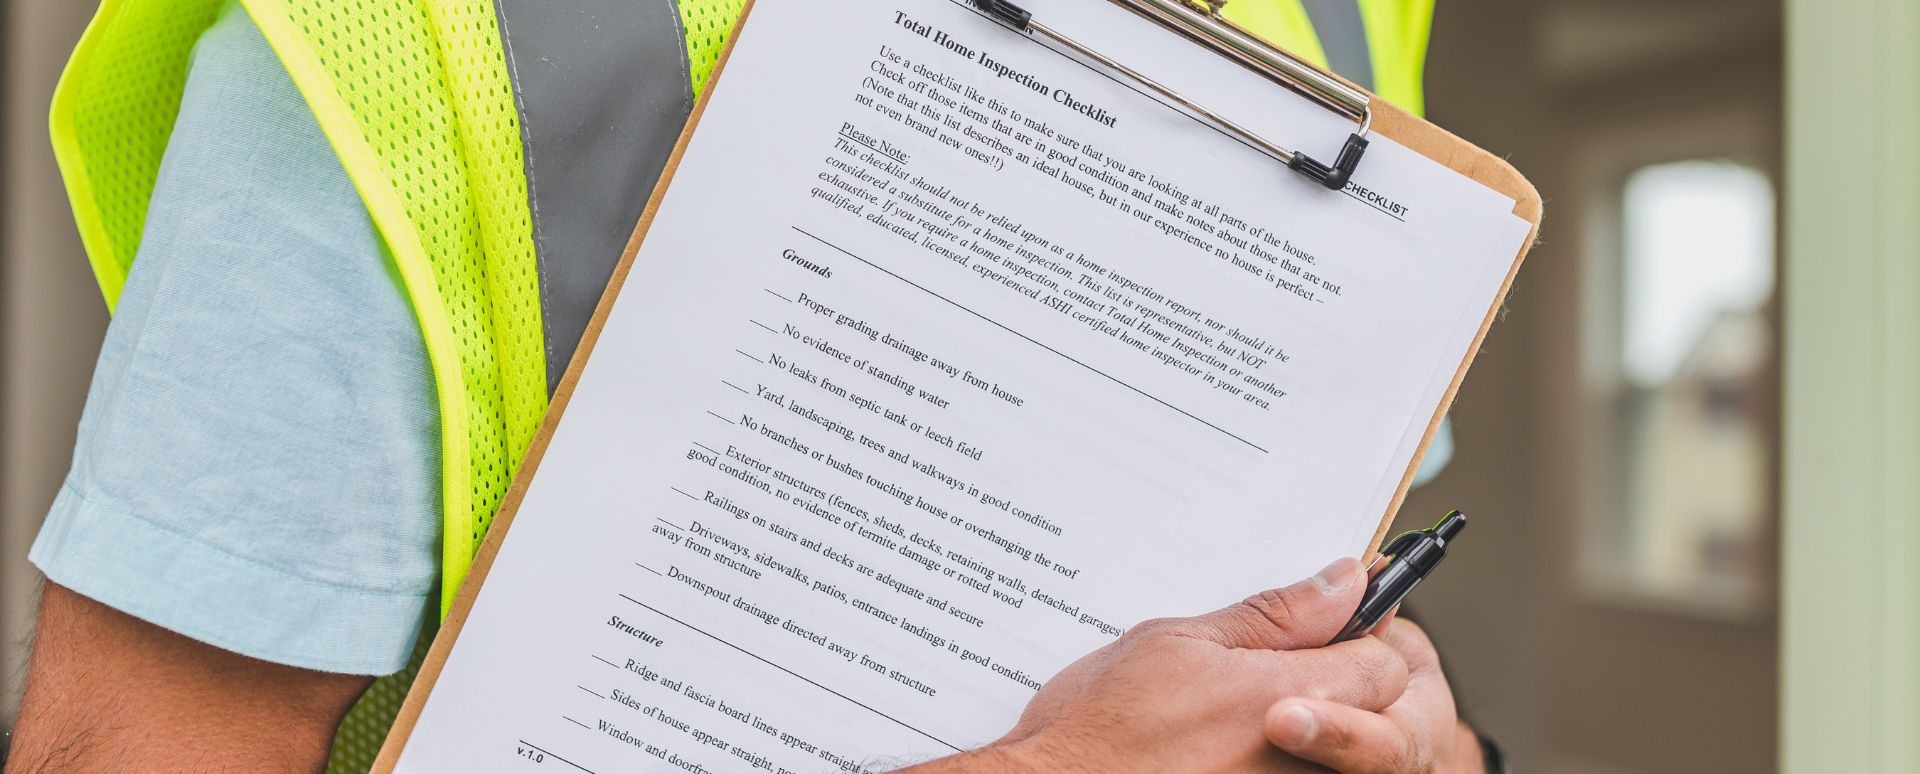 CHECKLIST
Total Home Inspection Checklist
Use a checklist like this to make sure that you are looking at all parts of the house.
Check off those items that are in good condition and make notes about those that are not.
(Note that this list describes an ideal house, but in our experience no house is perfect –
not even brand new ones!!)
Please Note:
This checklist should not be relied upon as a home inspection report, nor should it be
considered a substitute for a home inspection. This list is representative, but NOT
exhaustive. If you require a home inspection, contact Total Home Inspection or another
qualified, educated, licensed, experienced ASHI certified home inspector in your area.
Grounds
___ Proper grading drainage away from house
___ No evidence of standing water
___ No leaks from septic tank or leech field
___ Yard, landscaping, trees and walkways in good condition
___ No branches or bushes touching house or overhanging the roof
___ Exterior structures (fences, sheds, decks, retaining walls, detached garages)
good condition, no evidence of termite damage or rotted wood
___ Railings on stairs and decks are adequate and secure
___ Driveways, sidewalks, patios, entrance landings in good condition
away from structure
___ Downspout drainage directed away from structure
Structure
___ Ridge and fascia board lines appear straight
___ Sides of house appear straight,
___ Window and
v.1.0